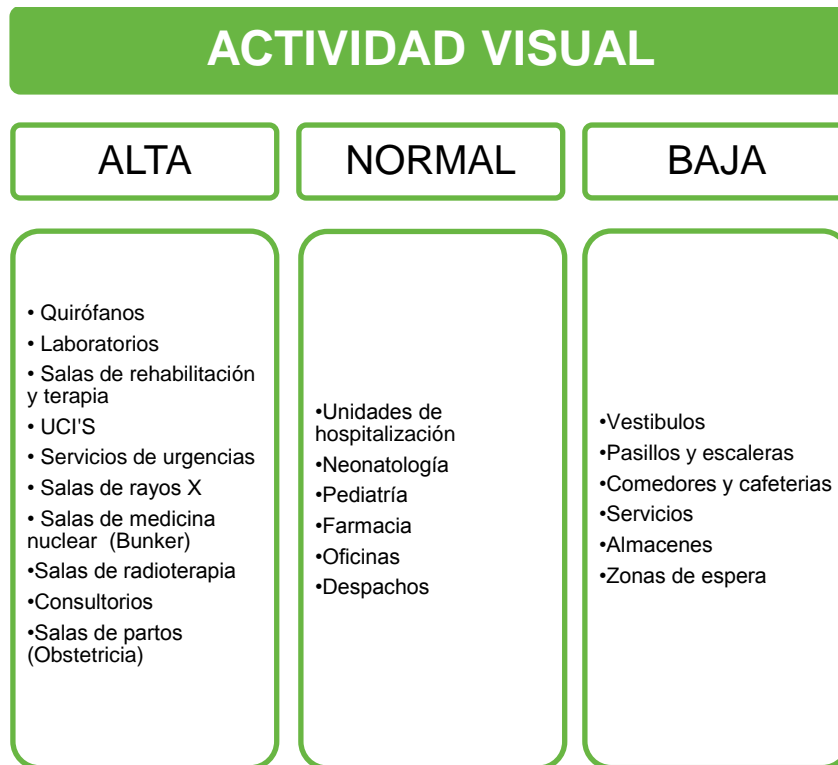 ACTIVIDAD VISUAL
ALTA
NORMAL
BAJA
• Quirófanos
• Laboratorios
• Salas de rehabilitación
y terapia
• UCI'S
• Servicios de urgencias
• Salas de rayos X
• Salas de medicina
nuclear (Bunker)
•Salas de radioterapia
•Consultorios
•Salas de partos
(Obstetricia)
•Unidades de
hospitalización
•Neonatología
•Pediatría
•Farmacia
•Oficinas
•Despachos
•Vestibulos
•Pasillos y escaleras
•Comedores y cafeterias
•Servicios
•Almacenes
•Zonas de espera